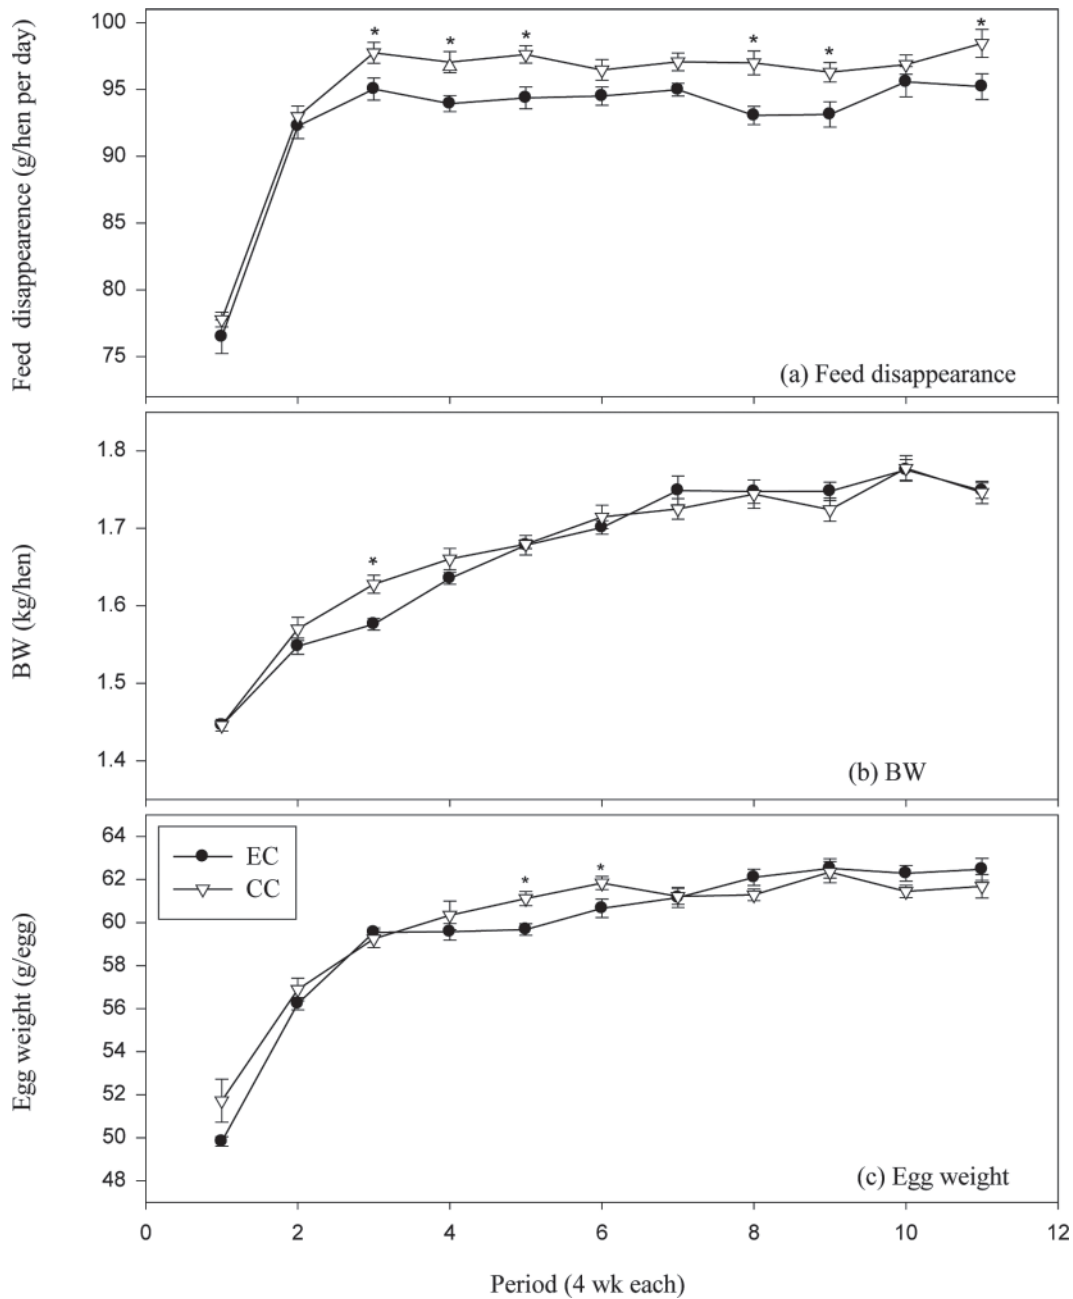 Feed disappearence (g/hen per day)
100
95
90
85
80
75
* * * * * *
(a) Feed disappearance
BW (kg/hen)
1.8
1.7
1.6
1.5
1.4
*
(b) BW
Egg weight (g/egg)
64
62
60
58
56
54
52
50
48
EC
CC
* *
(c) Egg weight
0 2 4 6 8 10 12
Period (4 wk each)